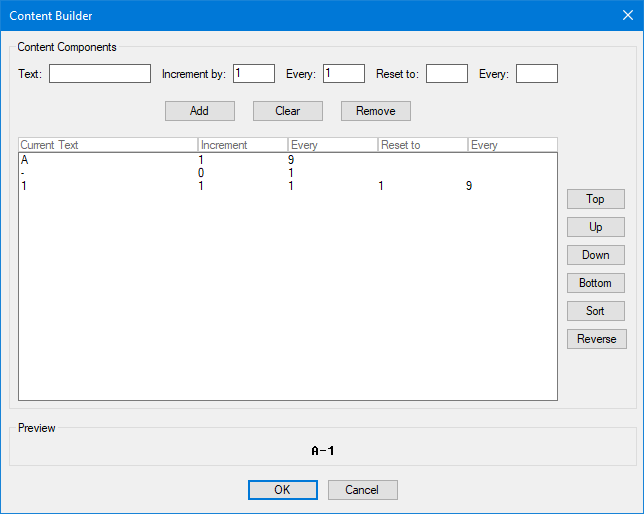 Content Builder
Content Components
Text: Increment by: 1 Every: 1 Reset to: Every:
Add Clear Remove
Current Text Increment Every Reset to Every
A 1 9
- 0 1
1 1 1 1 9
Top
Up
Down
Bottom
Sort
Reverse
Preview
A-1
OK Cancel